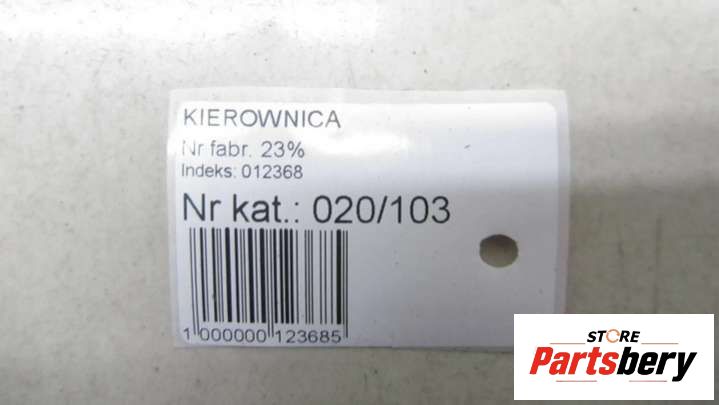 KIEROWNICA
Nr fabr. 23%
Indeks: 012368
Nr kat.: 020/103
1 000000 123685
STORE
Partsbery